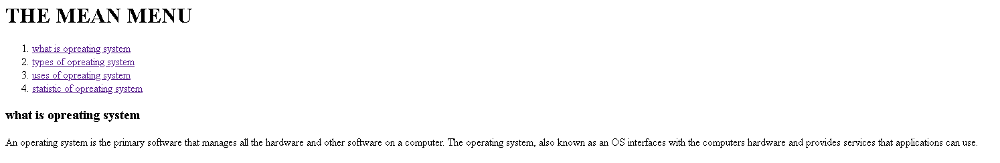 THE MEAN MENU
1. what is opreating system
2. types of opreating system
3. uses of opreating system
4. statistic of opreating system
what is opreating system
An operating system is the primary software that manages all the hardware and other software on a computer. The operating system, also known as an OS interfaces with the computers hardware and provides services that applications can use.